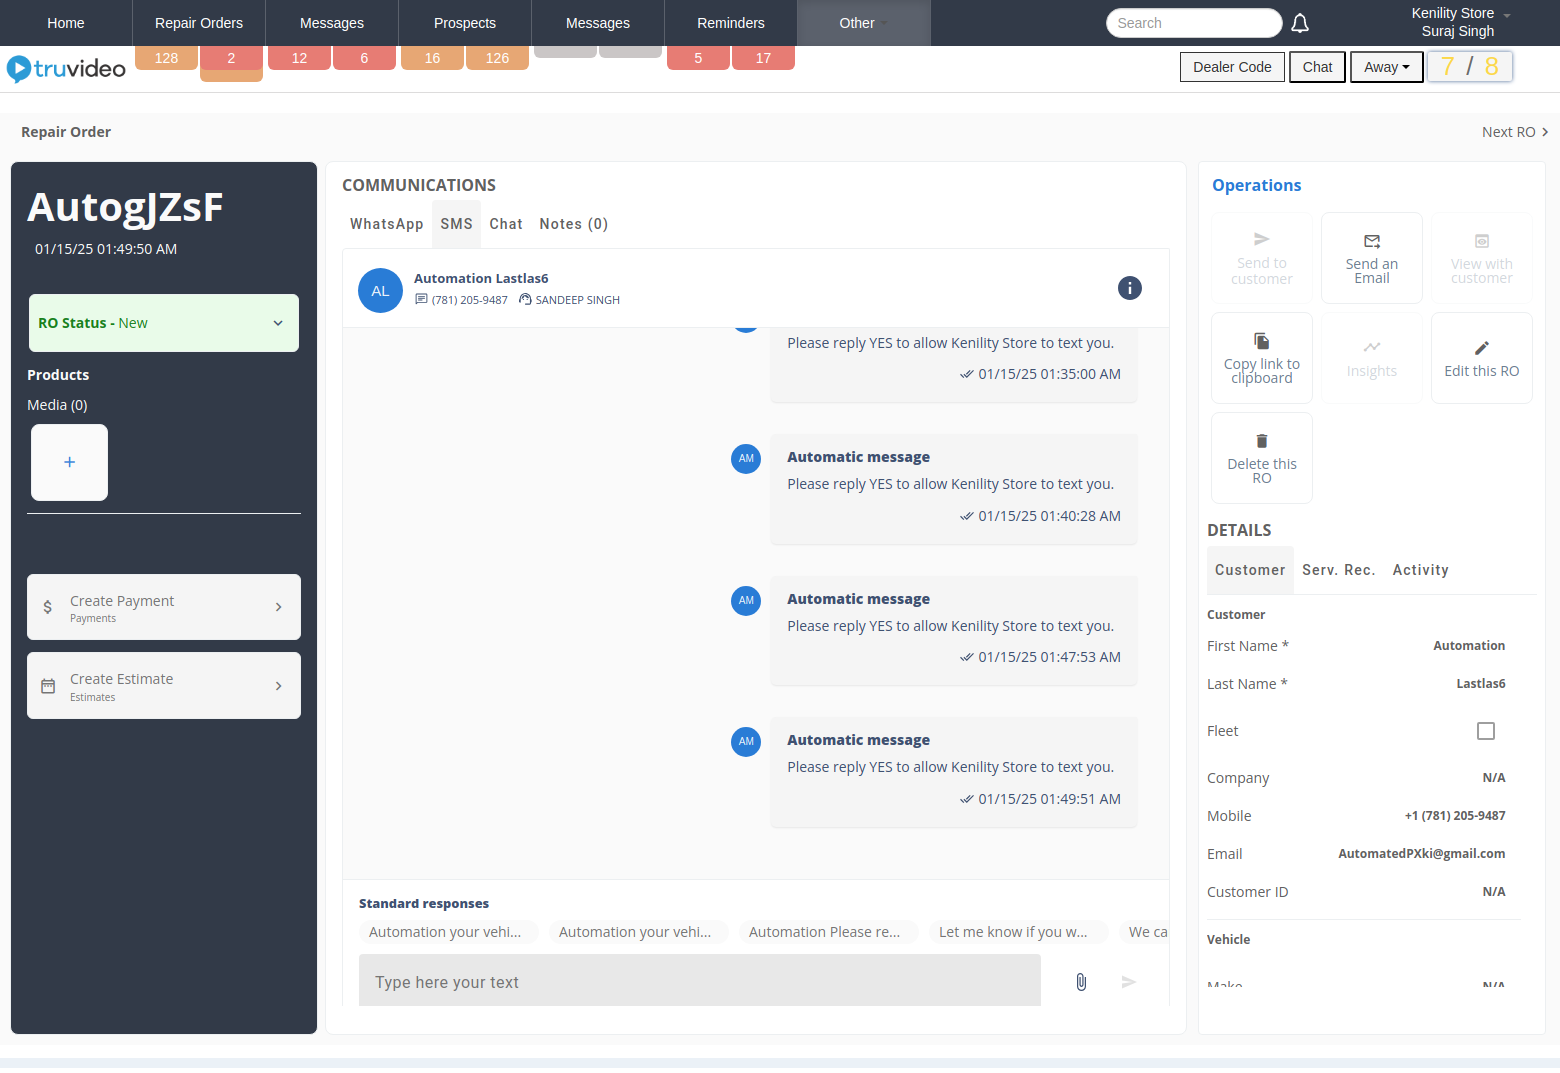 Home
Repair Orders
Messages
Prospects
Messages
Reminders
Other
Search
Kenility Store
Suraj Singh
truvideo
128
2
12
6
16
126
5
17
Dealer Code
Chat
Away
7 / 8
Repair Order
Next RO
AutogJZsF
01/15/25 01:49:50 AM
RO Status - New
Products
Media (0)
+
$
Create Payment
Payments
Create Estimate
Estimates
COMMUNICATIONS
WhatsApp
SMS
Chat
Notes (0)
AL
Automation Lastlas6
(781) 205-9487
SANDEEP SINGH
Please reply YES to allow Kenility Store to text you.
01/15/25 01:35:00 AM
AM
Automatic message
Please reply YES to allow Kenility Store to text you.
01/15/25 01:40:28 AM
AM
Automatic message
Please reply YES to allow Kenility Store to text you.
01/15/25 01:47:53 AM
AM
Automatic message
Please reply YES to allow Kenility Store to text you.
01/15/25 01:49:51 AM
Standard responses
Automation your vehi...
Automation your vehi...
Automation Please re...
Let me know if you w...
We ca
Type here your text
Operations
Send to
customer
Send an
Email
View with
customer
Copy link to
clipboard
Insights
Edit this RO
Delete this
RO
DETAILS
Customer
Serv. Rec.
Activity
Customer
First Name *
Automation
Last Name *
Lastlas6
Fleet
Company
N/A
Mobile
+1 (781) 205-9487
Email
AutomatedPXki@gmail.com
Customer ID
N/A
Vehicle
Make
N/A